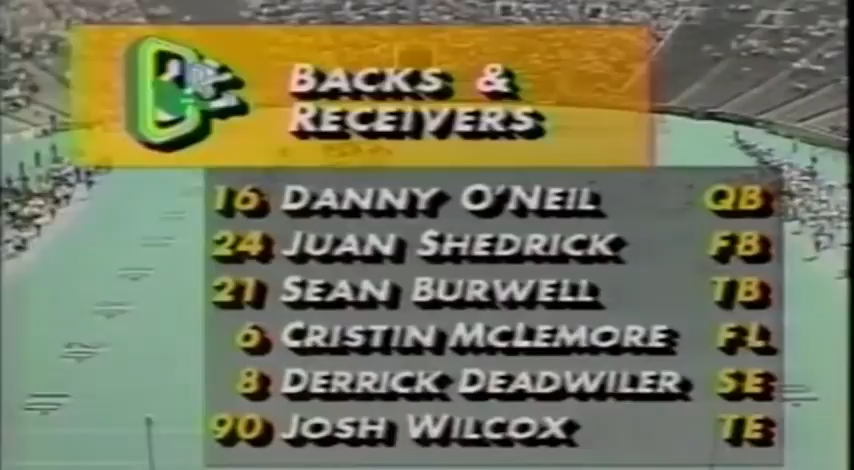 BACKS &
RECEIVERS
16 DANNY O'NEIL QB
24 JUAN SHEDRICK FB
21 SEAN BURWELL TB
6 CRISTIN MCLEMORE FL
8 DERRICK DEADWILER SE
90 JOSH WILCOX TE